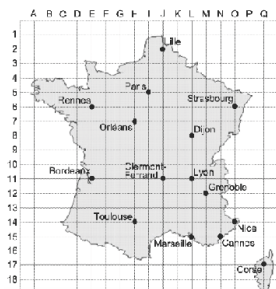 A B C D E F G H I J K L M N O P Q
1
2
Lille
3
4
5
Paris
6
Rennes
Strasbourg
7
Orléans
8
Dijon
9
10
11
Bordeaux
Clermont-
Ferrand
Lyon
12
Grenoble
13
14
Toulouse
Nice
15
Marseille
Cannes
16
17
Corte
18